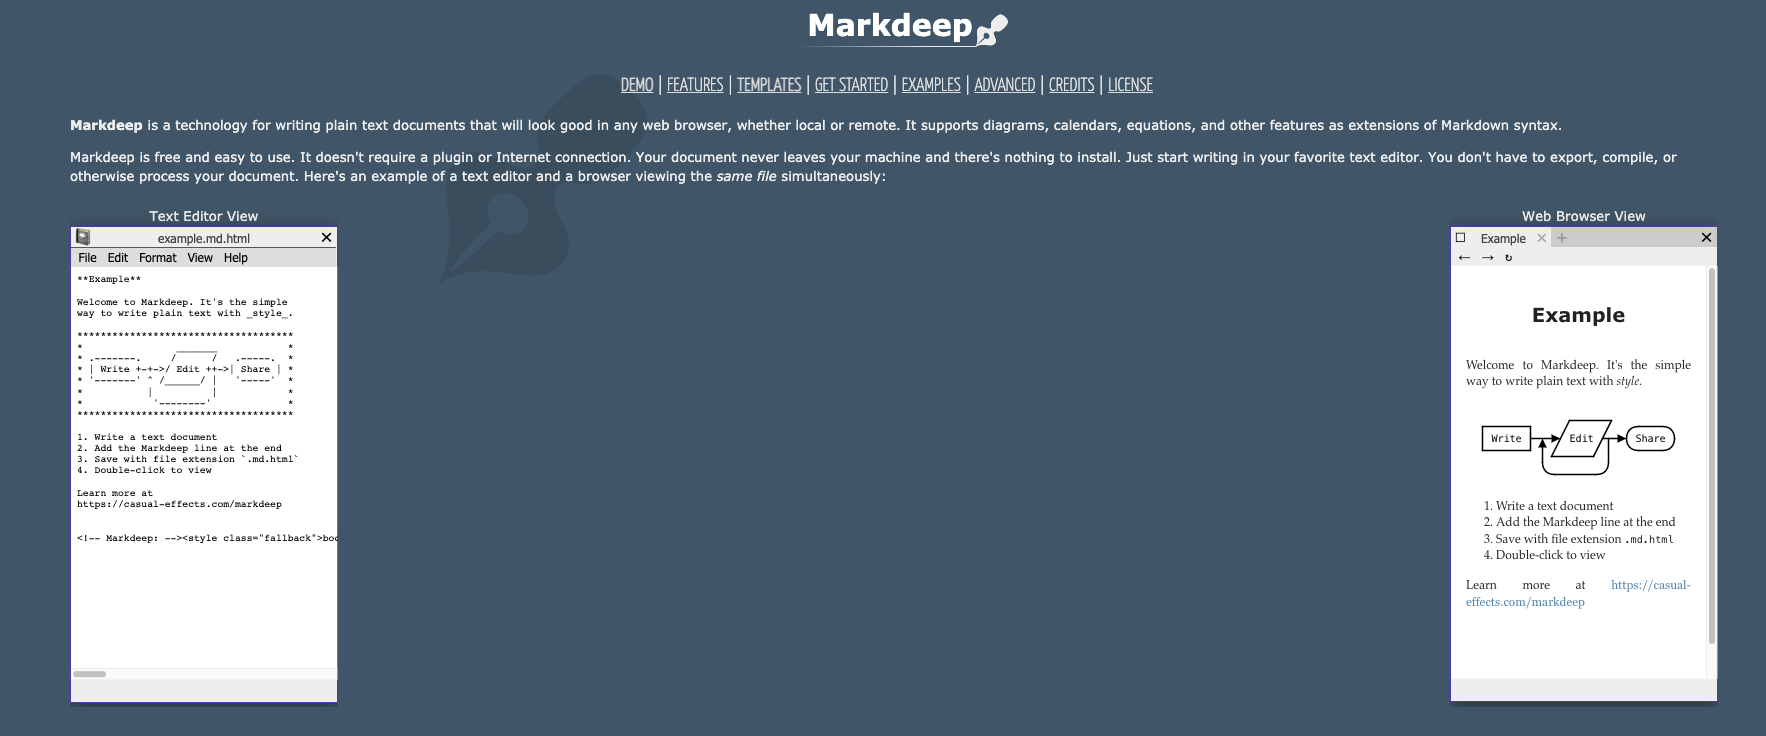 Markdeep
DEMO | FEATURES | TEMPLATES | GET STARTED | EXAMPLES | ADVANCED | CREDITS | LICENSE
Markdeep is a technology for writing plain text documents that will look good in any web browser, whether local or remote. It supports diagrams, calendars, equations, and other features as extensions of Markdown syntax.
Markdeep is free and easy to use. It doesn't require a plugin or Internet connection. Your document never leaves your machine and there's nothing to install. Just start writing in your favorite text editor. You don't have to export, compile, or
otherwise process your document. Here's an example of a text editor and a browser viewing the same file simultaneously:
Text Editor View
example.md.html ✕
File Edit Format View Help
**Example**
Welcome to Markdeep. It's the simple
way to write plain text with _style_.
*************************************
*                _______            *
* .-------.     /      /   .-----.  *
* | Write +-+->/ Edit ++->| Share | *
* '-------' ^ /______/ |   '-----'  *
*           |          |            *
*            '--------'             *
*************************************
1. Write a text document
2. Add the Markdeep line at the end
3. Save with file extension `.md.html`
4. Double-click to view
Learn more at
https://casual-effects.com/markdeep
<!-- Markdeep: --><style class="fallback">boc
Web Browser View
Example ✕ + ✕
← → ↻
Example
Welcome to Markdeep. It's the simple
way to write plain text with style.
Write Edit Share
1. Write a text document
2. Add the Markdeep line at the end
3. Save with file extension .md.html
4. Double-click to view
Learn more at https://casual-
effects.com/markdeep